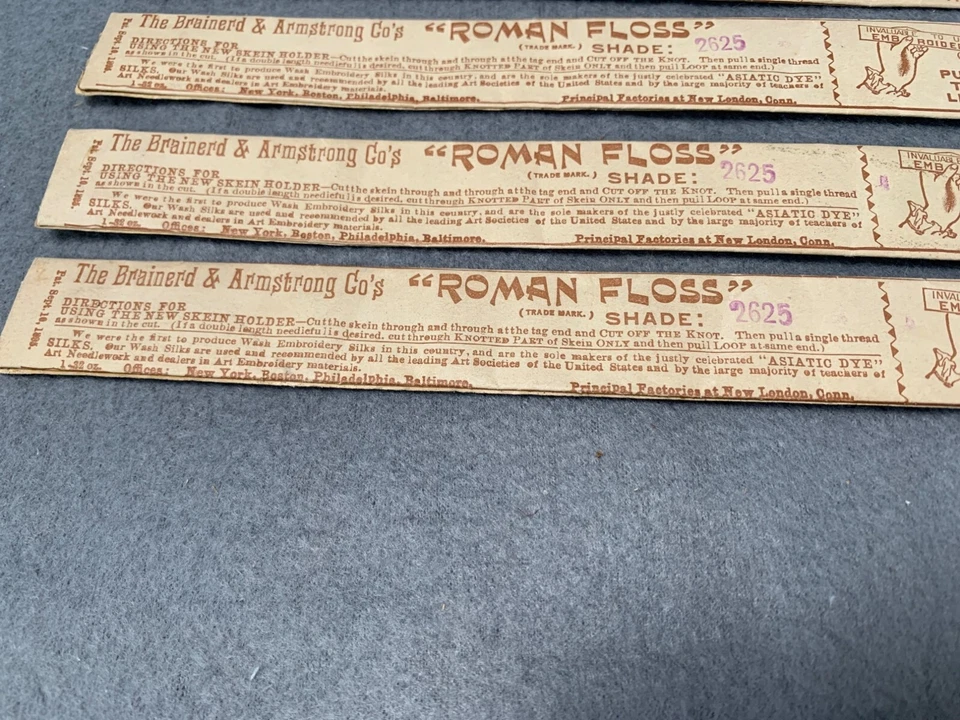 The Brainerd & Armstrong Co's "ROMAN FLOSS"
(TRADE MARK.) SHADE: 2625
DIRECTIONS FOR
USING THE NEW SKEIN HOLDER—Cut the skein through and through at the tag end and CUT OFF THE KNOT. Then pull a single thread
as shown in the cut. (If a double length needleful is desired, cut through KNOTTED PART of Skein ONLY and then pull LOOP at same end.)
We were the first to produce Wash Embroidery Silks in this country, and are the sole makers of the justly celebrated "ASIATIC DYE"
SILKS. Our Wash Silks are used and recommended by all the leading Art Societies of the United States and by the large majority of teachers of
Art Needlework and dealers in Art Embroidery materials.
1-32 oz. Offices: New York, Boston, Philadelphia, Baltimore. Principal Factories at New London, Conn.
Pat. Sept. 10,
INVALUABLE TO
The Brainerd & Armstrong Co's "ROMAN FLOSS"
(TRADE MARK.) SHADE: 2625
DIRECTIONS FOR
USING THE NEW SKEIN HOLDER—Cut the skein through and through at the tag end and CUT OFF THE KNOT. Then pull a single thread
as shown in the cut. (If a double length needleful is desired, cut through KNOTTED PART of Skein ONLY and then pull LOOP at same end.)
We were the first to produce Wash Embroidery Silks in this country, and are the sole makers of the justly celebrated "ASIATIC DYE"
SILKS. Our Wash Silks are used and recommended by all the leading Art Societies of the United States and by the large majority of teachers of
Art Needlework and dealers in Art Embroidery materials.
1-32 oz. Offices: New York, Boston, Philadelphia, Baltimore. Principal Factories at New London, Conn.
Pat. Sept. 10,
INVALUABLE
EMB
The Brainerd & Armstrong Co's "ROMAN FLOSS"
(TRADE MARK.) SHADE: 2625
DIRECTIONS FOR
USING THE NEW SKEIN HOLDER—Cut the skein through and through at the tag end and CUT OFF THE KNOT. Then pull a single thread
as shown in the cut. (If a double length needleful is desired, cut through KNOTTED PART of Skein ONLY and then pull LOOP at same end.)
We were the first to produce Wash Embroidery Silks in this country, and are the sole makers of the justly celebrated "ASIATIC DYE"
SILKS. Our Wash Silks are used and recommended by all the leading Art Societies of the United States and by the large majority of teachers of
Art Needlework and dealers in Art Embroidery materials.
1-32 oz. Offices: New York, Boston, Philadelphia, Baltimore. Principal Factories at New London, Conn.
Pat. Sept. 10,
INVA
EM